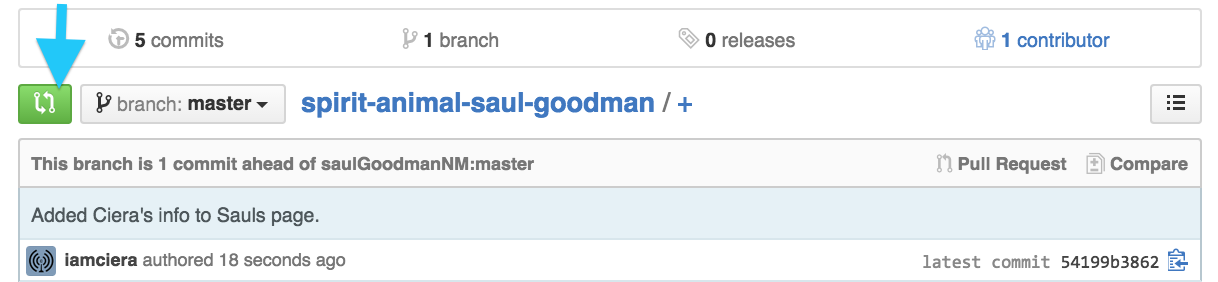 5 commits 1 branch 0 releases 1 contributor
branch: master spirit-animal-saul-goodman / +
This branch is 1 commit ahead of saulGoodmanNM:master Pull Request Compare
Added Ciera's info to Sauls page.
iamciera authored 18 seconds ago latest commit 54199b3862